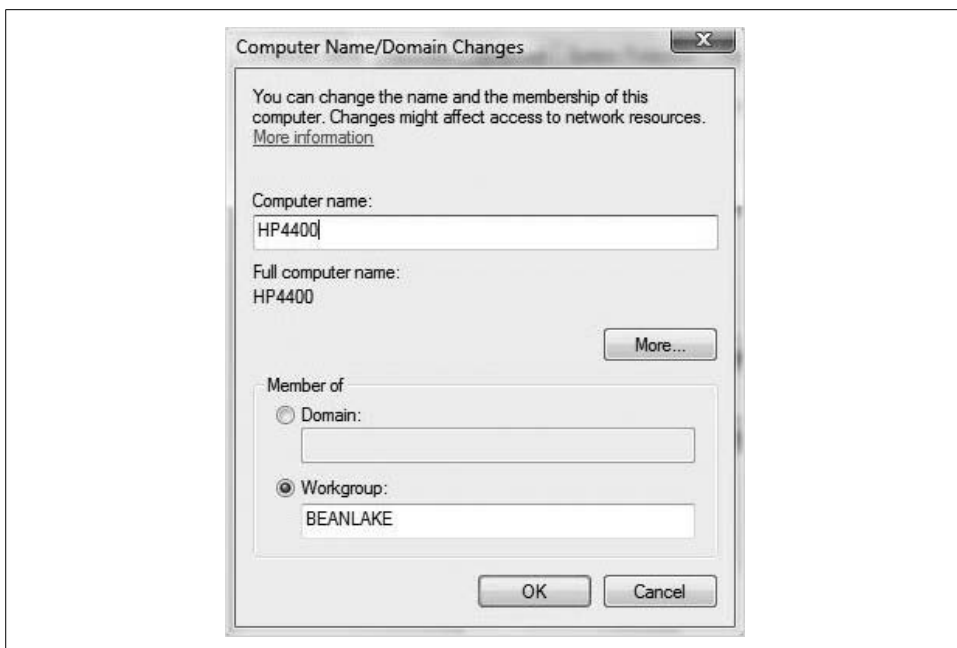 Computer Name/Domain Changes
You can change the name and the membership of this
computer. Changes might affect access to network resources.
More information
Computer name:
HP4400
Full computer name:
HP4400
More...
Member of
Domain:
Workgroup:
BEANLAKE
OK
Cancel